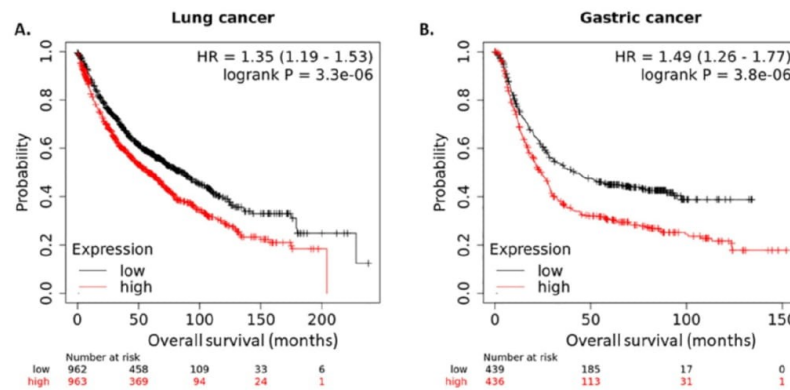 Lung cancer
A.
HR = 1.35 (1.19 - 1.53)
logrank P = 3.3e-06
Probability
1.0
0.8
0.6
0.4
0.2
0.0
Expression
low
high
0 50 100 150 200
Overall survival (months)
Number at risk
low 962 458 109 33 6
high 963 369 94 24 1
Gastric cancer
B.
HR = 1.49 (1.26 - 1.77)
logrank P = 3.8e-06
Probability
1.0
0.8
0.6
0.4
0.2
0.0
Expression
low
high
0 50 100 150
Overall survival (months)
Number at risk
low 439 185 17 0
high 436 113 31 1